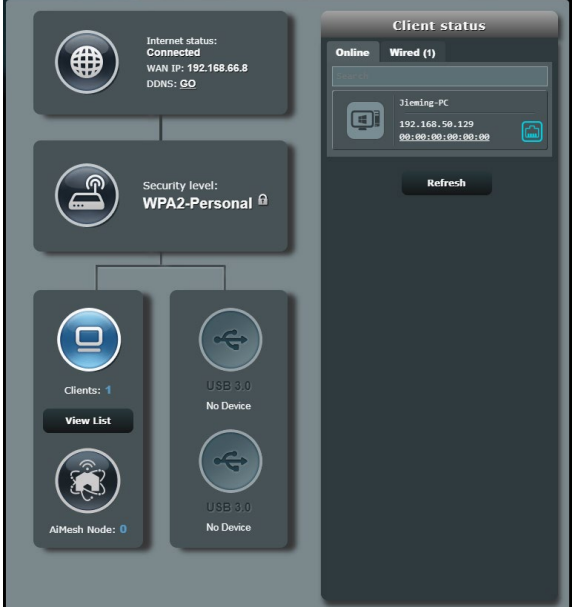 Internet status:
Connected
WAN IP: 192.168.66.8
DDNS: GO
Security level:
WPA2-Personal
Clients: 1
View List
AiMesh Node: 0
USB 3.0
No Device
USB 3.0
No Device
Client status
Online Wired (1)
Search
Jieming-PC
192.168.50.129
00:00:00:00:00:00
Refresh